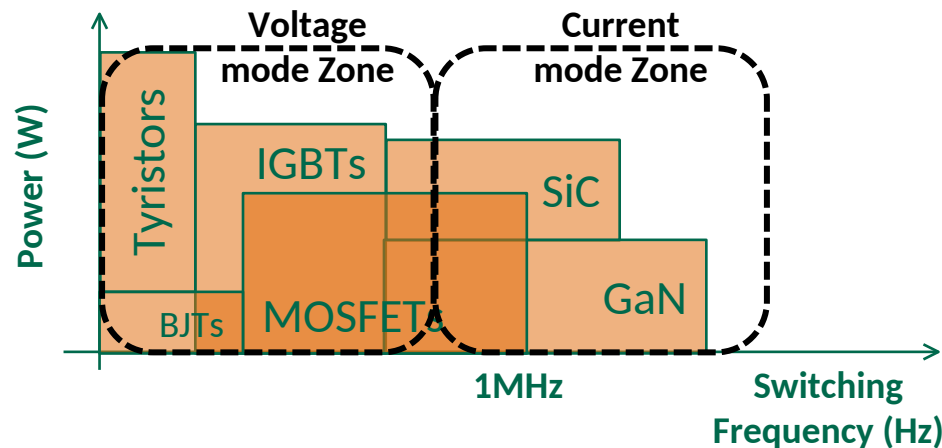 Voltage
mode Zone
Current
mode Zone
Power (W)
Tyristors
IGBTs
SiC
BJTs
MOSFETs
GaN
1MHz
Switching
Frequency (Hz)